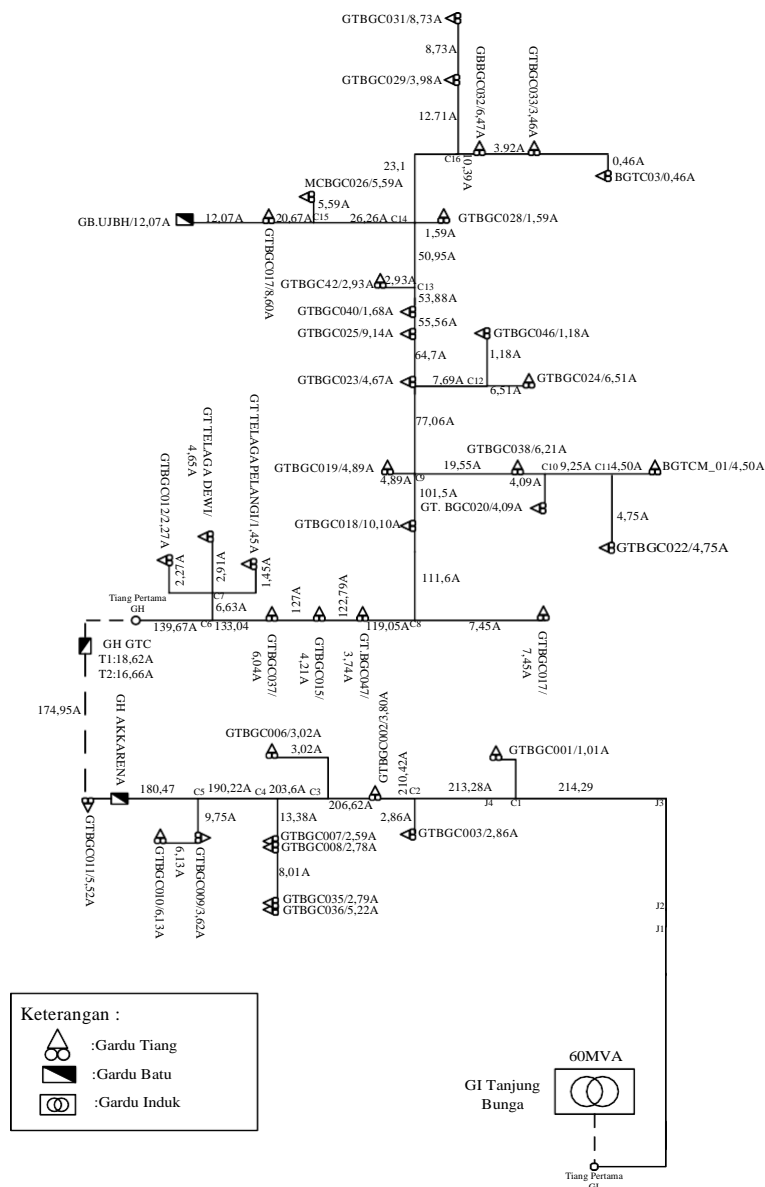 GTBGC031/8,73A
8,73A
GTBGC029/3,98A
GBBGC032/6,47A
GTBGC033/3,46A
12.71A
3.92A
23,1
C16
10,39A
0,46A
BGTC03/0,46A
MCBGC026/5,59A
5,59A
GB.UJBH/12,07A
12,07A
20,67A
C15
26,26A
C14
GTBGC028/1,59A
1,59A
GTBGC017/8,60A
50,95A
GTBGC42/2,93A
2,93A
C13
53,88A
GTBGC040/1,68A
55,56A
GTBGC025/9,14A
GTBGC046/1,18A
64,7A
1,18A
GTBGC023/4,67A
7,69A
C12
6,51A
GTBGC024/6,51A
77,06A
GTBGC038/6,21A
GTBGC019/4,89A
4,89A
C9
19,55A
C10
9,25A
C11
4,50A
BGTCM_01/4,50A
101,5A
4,09A
GT. BGC020/4,09A
4,75A
GTBGC018/10,10A
GTBGC022/4,75A
111,6A
GTBGC012/2,27A
GT.TELAGA DEWI/
4,65A
GT.TELAGAPELANGI/1,45A
2,27A
2,91A
1,45A
C7
6,63A
Tiang Pertama
GH
139,67A
C6
133,04
127A
122,79A
119,05A
C8
7,45A
GTBGC037/
6,04A
GTBGC015/
4,21A
GT.BGC047/
3,74A
GTBGC017/
7,45A
GH GTC
T1:18,62A
T2:16,66A
174,95A
GH AKKARENA
GTBGC006/3,02A
3,02A
GTBGC002/3,80A
GTBGC001/1,01A
180,47
C5
190,22A
C4
203,6A
C3
206,62A
210,42A
C2
213,28A
J4
C1
214,29
J3
GTBGC011/5,52A
9,75A
6,13A
GTBGC010/6,13A
GTBGC009/3,62A
13,38A
GTBGC007/2,59A
GTBGC008/2,78A
8,01A
GTBGC035/2,79A
GTBGC036/5,22A
2,86A
GTBGC003/2,86A
J2
J1
Keterangan :
:Gardu Tiang
:Gardu Batu
:Gardu Induk
60MVA
GI Tanjung
Bunga
Tiang Pertama
GI